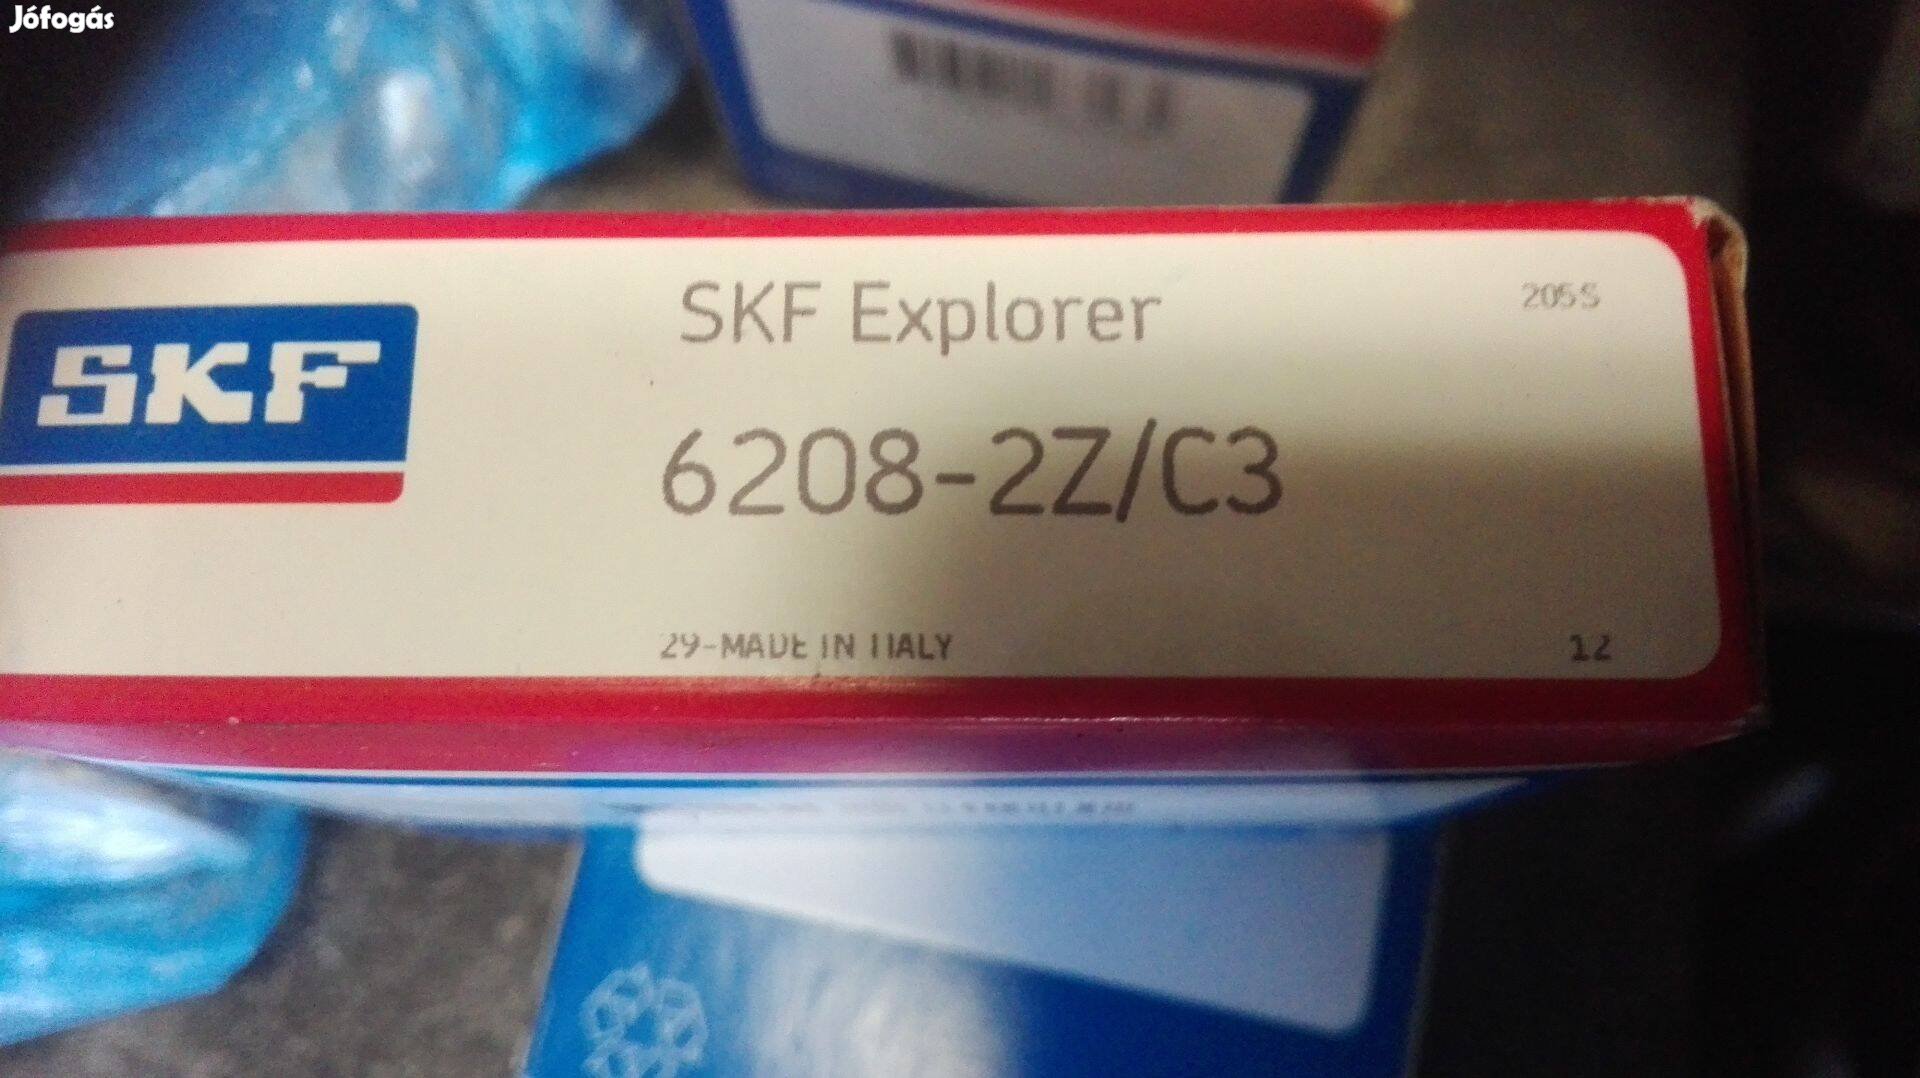 Jófogás
SKF
SKF Explorer
205S
6208-2Z/C3
29-MADE IN ITALY
12